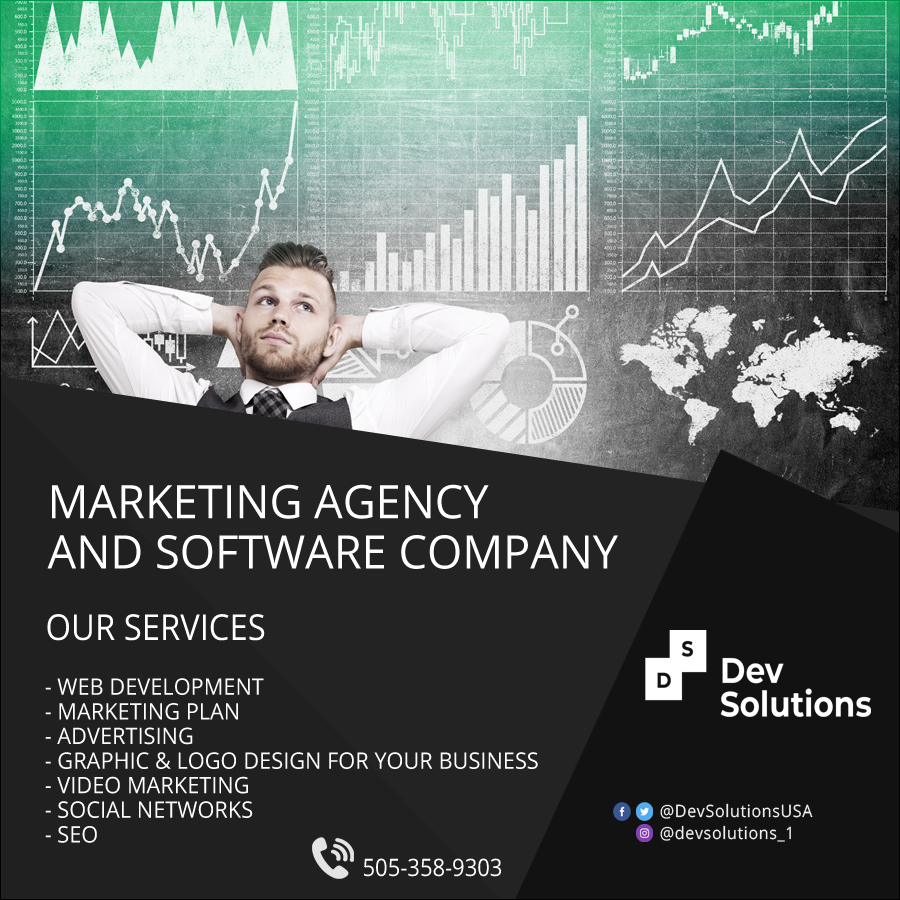 MARKETING AGENCY
AND SOFTWARE COMPANY
OUR SERVICES
- WEB DEVELOPMENT
- MARKETING PLAN
- ADVERTISING
- GRAPHIC & LOGO DESIGN FOR YOUR BUSINESS
- VIDEO MARKETING
- SOCIAL NETWORKS
- SEO
505-358-9303
S
D
Dev
Solutions
@DevSolutionsUSA
@devsolutions_1